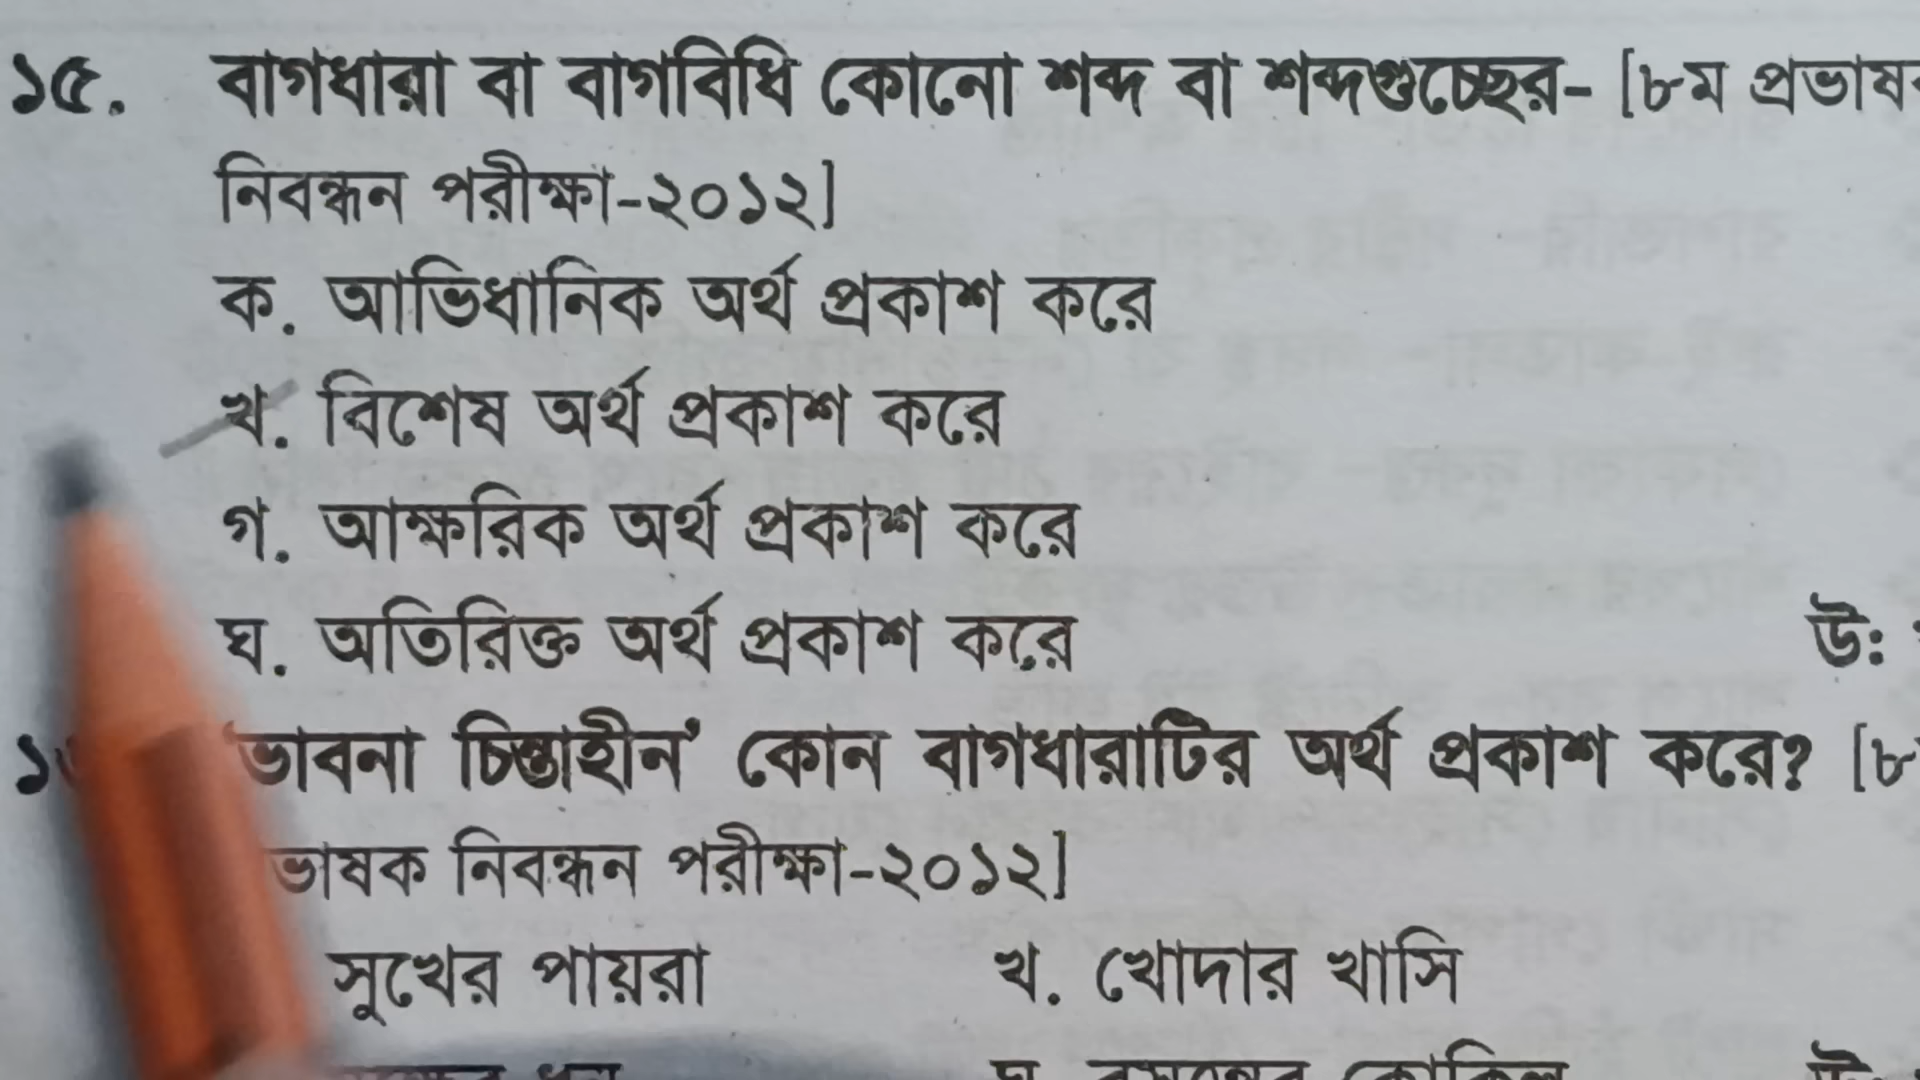 ১৫. বাগধারা বা বাগবিধি কোনো শব্দ বা শব্দগুচ্ছের- [৮ম প্রভাষ
নিবন্ধন পরীক্ষা-২০১২]
ক. আভিধানিক অর্থ প্রকাশ করে
খ. বিশেষ অর্থ প্রকাশ করে
গ. আক্ষরিক অর্থ প্রকাশ করে
ঘ. অতিরিক্ত অর্থ প্রকাশ করে উ:
'ভাবনা চিন্তাহীন' কোন বাগধারাটির অর্থ প্রকাশ করে? [৮
ভাষক নিবন্ধন পরীক্ষা-২০১২]
সুখের পায়রা খ. খোদার খাসি
ঘ. বসন্তের কোকিল